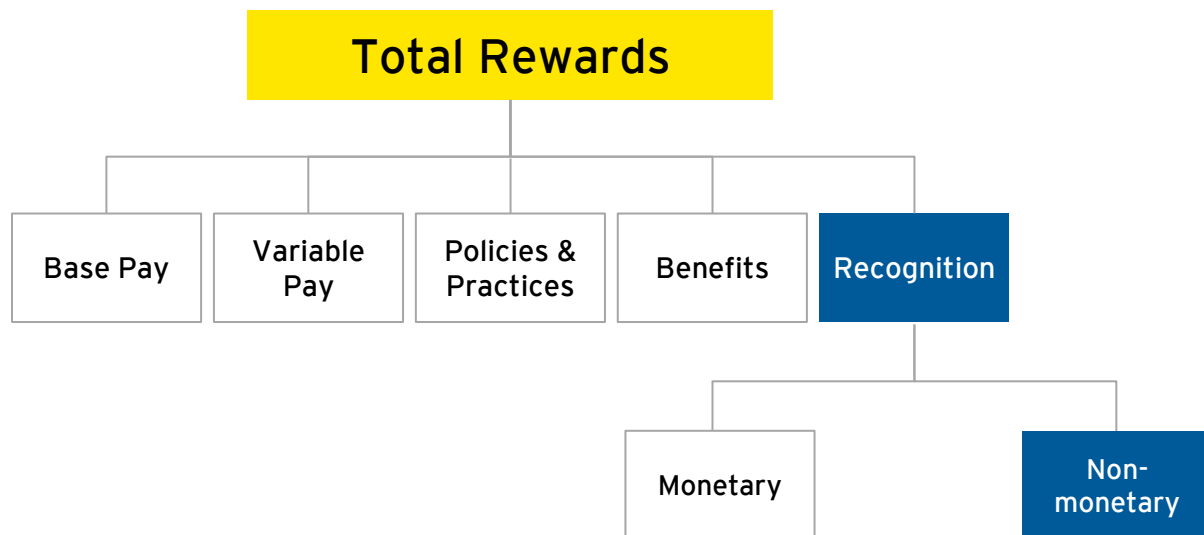 Total Rewards
Base Pay
Variable
Pay
Policies &
Practices
Benefits
Recognition
Monetary
Non-
monetary